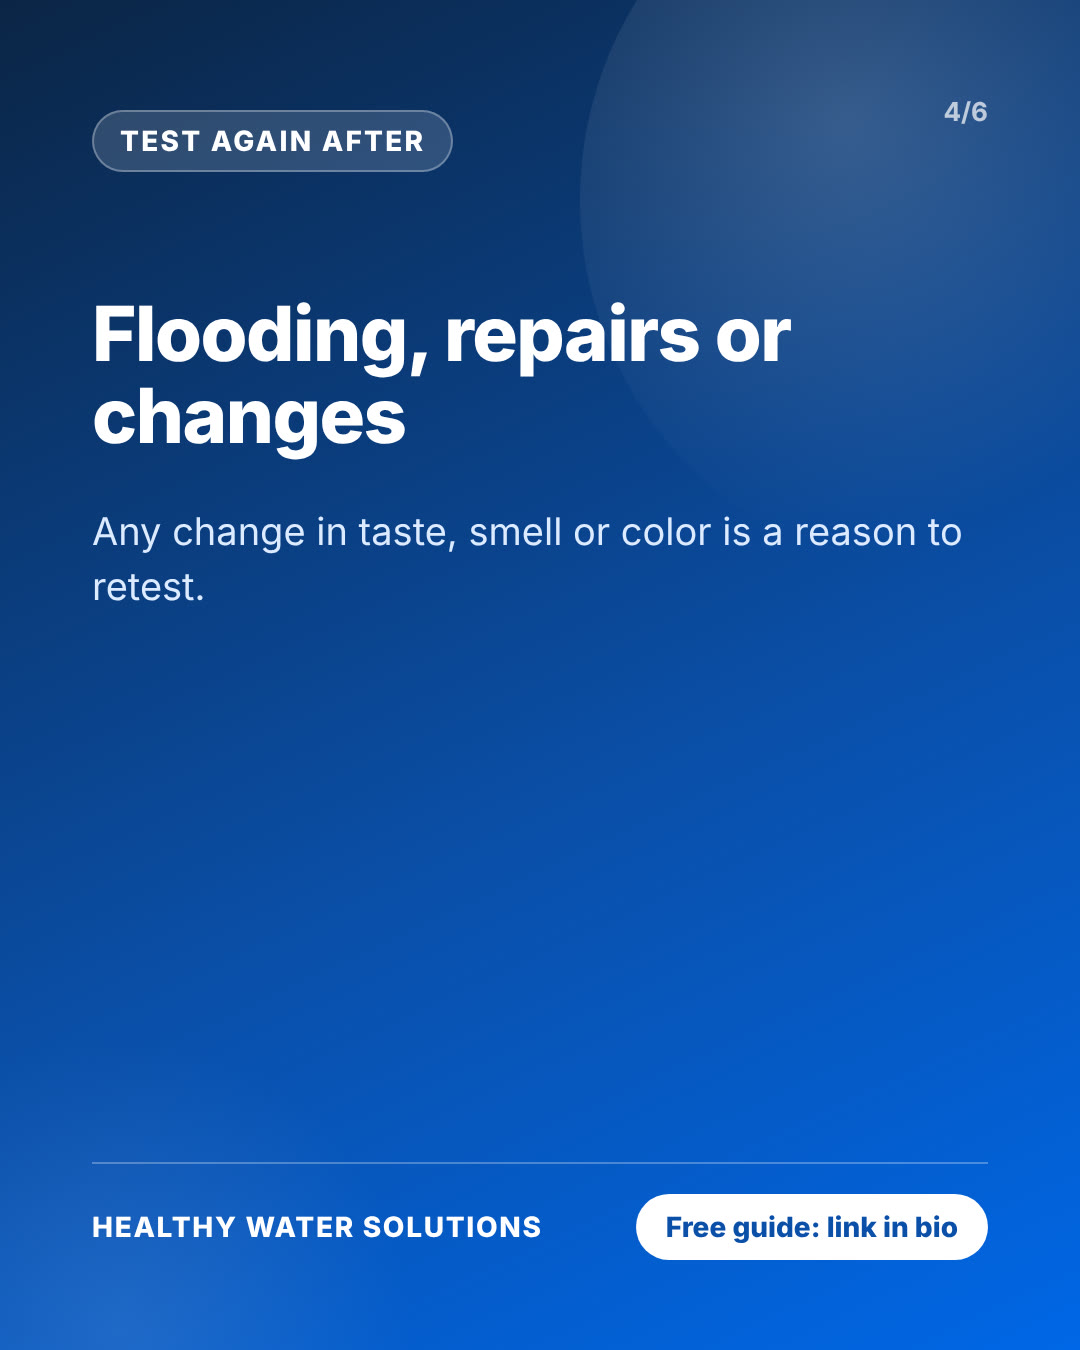 TEST AGAIN AFTER
4/6
Flooding, repairs or
changes
Any change in taste, smell or color is a reason to
retest.
HEALTHY WATER SOLUTIONS
Free guide: link in bio